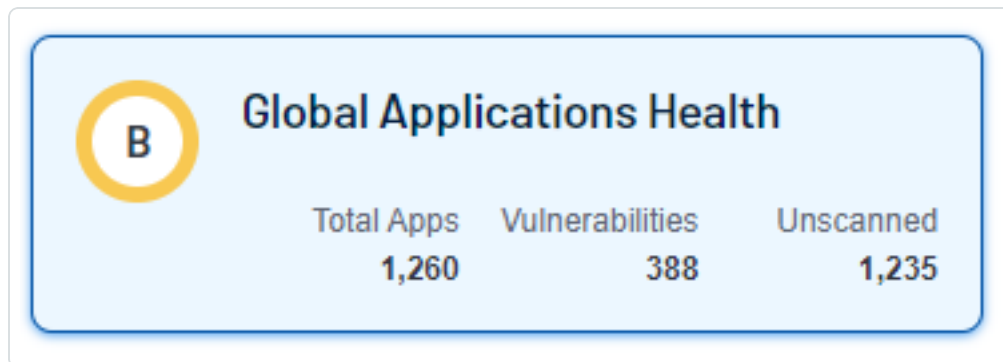 B
Global Applications Health
Total Apps Vulnerabilities Unscanned
1,260 388 1,235